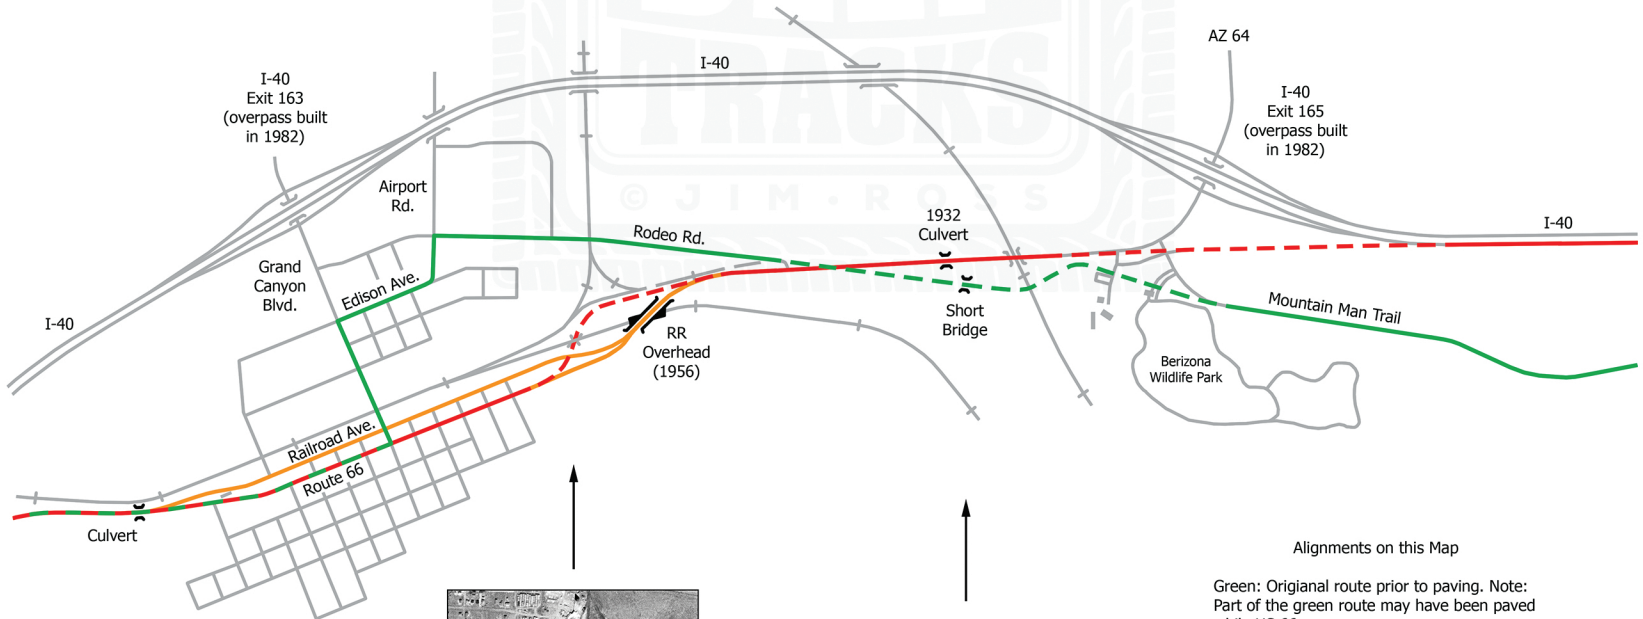 TRACKS
© JIM · ROSS
AZ 64
I-40
I-40
Exit 163
(overpass built
in 1982)
I-40
Exit 165
(overpass built
in 1982)
Airport
Rd.
1932
Culvert
I-40
Rodeo Rd.
Grand
Canyon
Blvd.
Edison Ave.
I-40
Short
Bridge
Mountain Man Trail
RR
Overhead
(1956)
Berizona
Wildlife Park
Railroad Ave.
Route 66
Culvert
Alignments on this Map
Green: Origianal route prior to paving. Note:
Part of the green route may have been paved